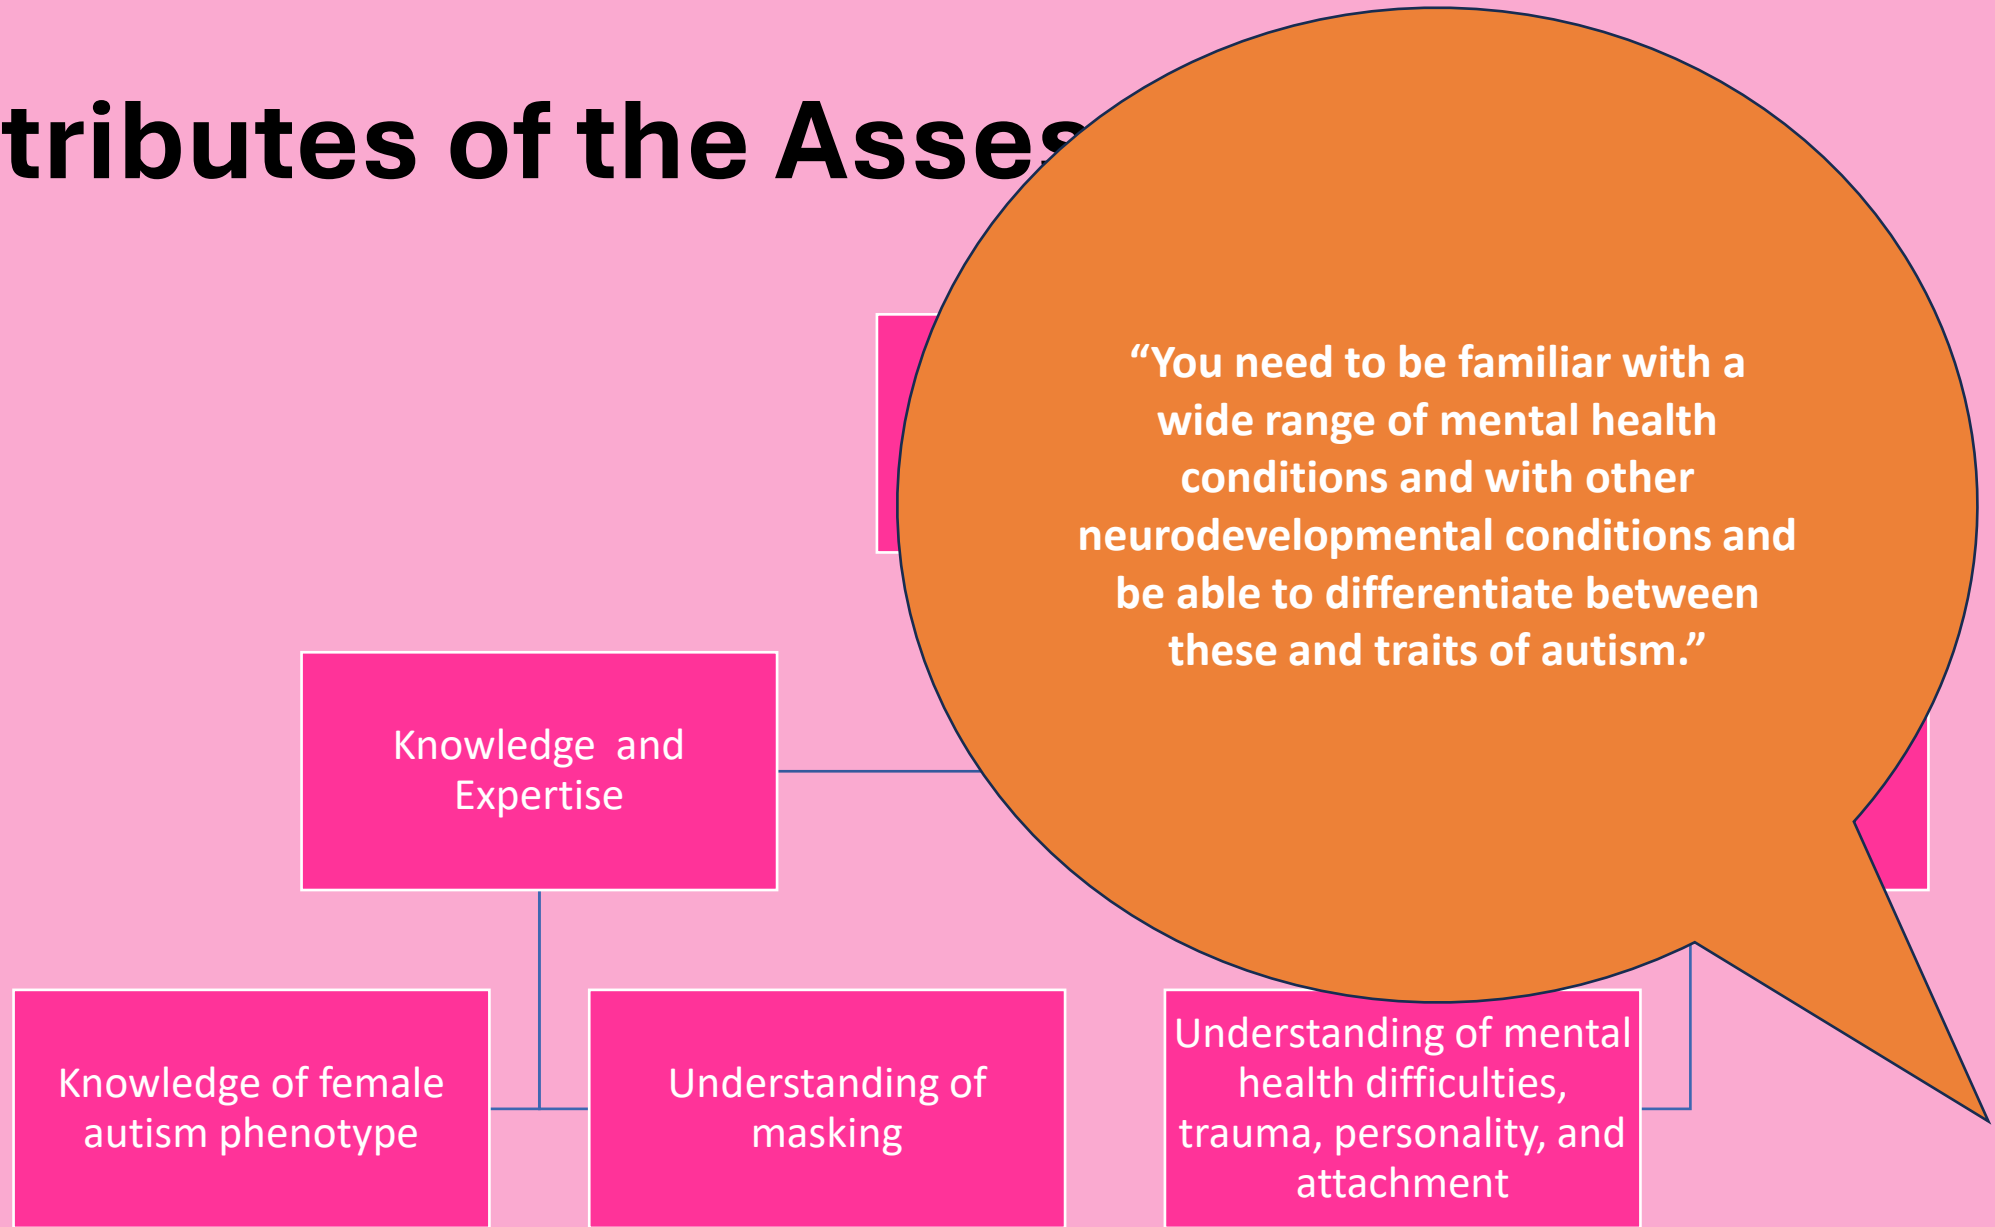 tributes of the Asses
“You need to be familiar with a
wide range of mental health
conditions and with other
neurodevelopmental conditions and
be able to differentiate between
these and traits of autism.”
Knowledge and
Expertise
Knowledge of female
autism phenotype
Understanding of
masking
Understanding of mental
health difficulties,
trauma, personality, and
attachment